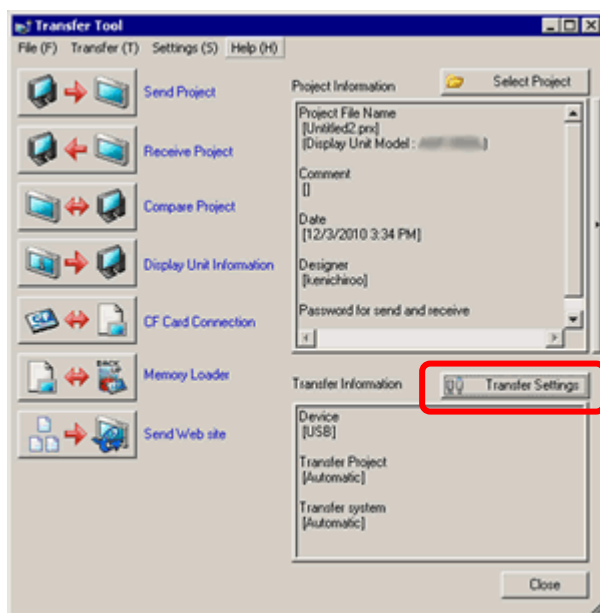 Transfer Tool
File (F) Transfer (T) Settings (S) Help (H)
Send Project
Receive Project
Compare Project
Display Unit Information
CF Card Connection
BACK
UP
Memory Loader
Send Web site
Project Information
Select Project
Project File Name
[Untitled2.prx]
(Display Unit Model : )
Comment
[]
Date
[12/3/2010 3:34 PM]
Designer
[kenichiroo]
Password for send and receive
Transfer Information
Transfer Settings
Device
[USB]
Transfer Project
[Automatic]
Transfer system
[Automatic]
Close